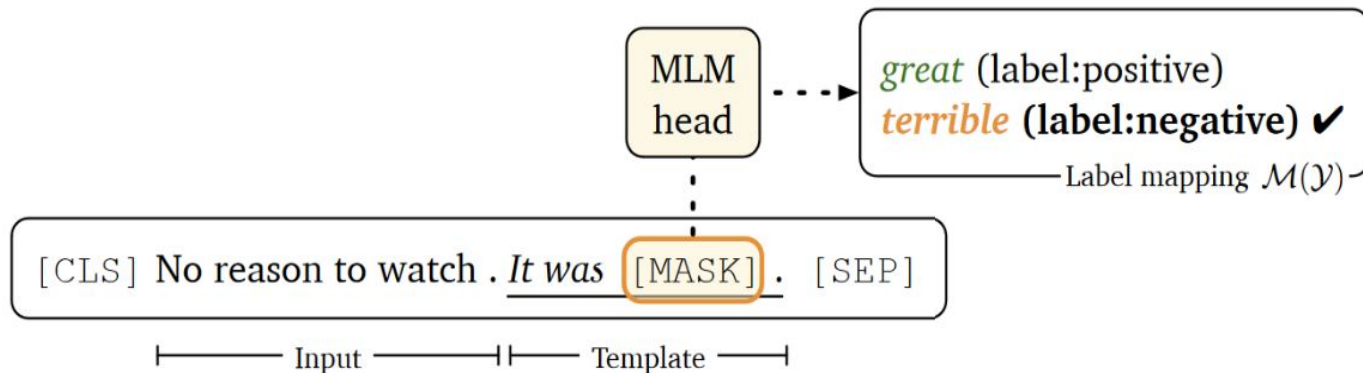 MLM
head
great (label:positive)
terrible (label:negative) ✔
Label mapping M(Y)
[CLS] No reason to watch . It was [MASK] . [SEP]
Input
Template